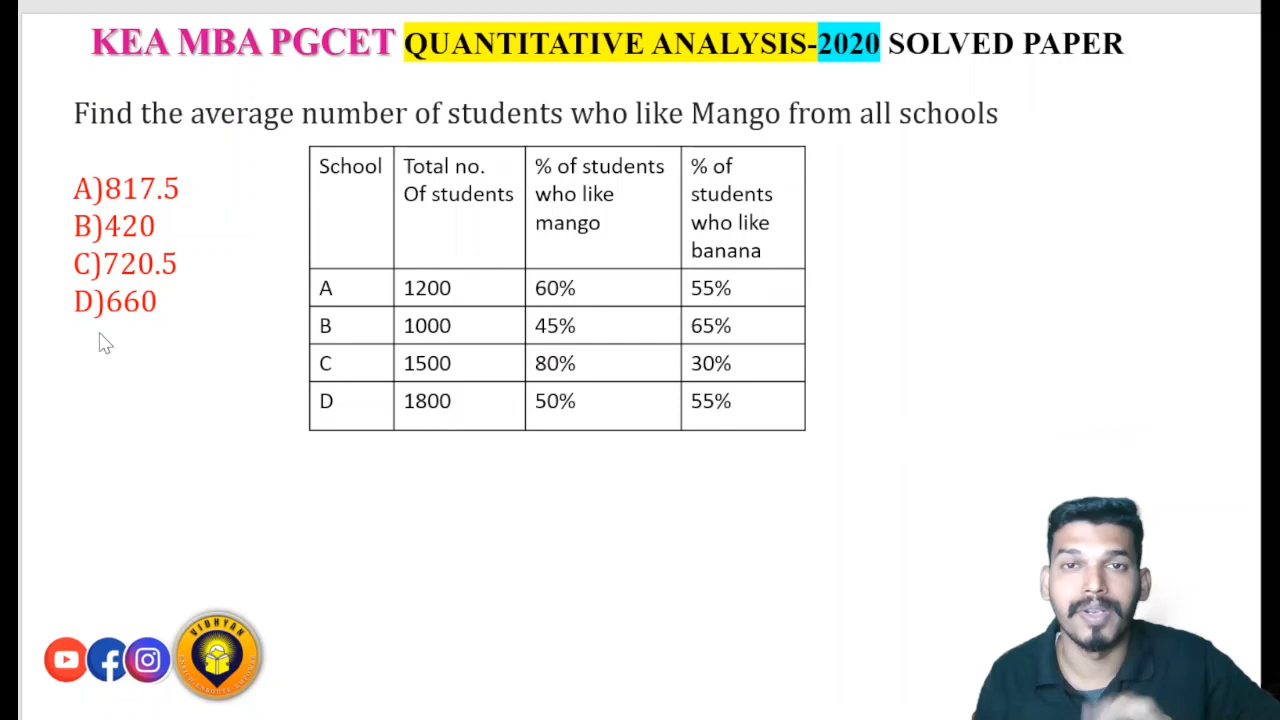 KEA MBA PGCET QUANTITATIVE ANALYSIS-2020 SOLVED PAPER
Find the average number of students who like Mango from all schools
A)817.5
B)420
C)720.5
D)660
School
Total no.
Of students
% of students
who like
mango
% of
students
who like
banana
A 1200 60% 55%
B 1000 45% 65%
C 1500 80% 30%
D 1800 50% 55%
VIDHYAN